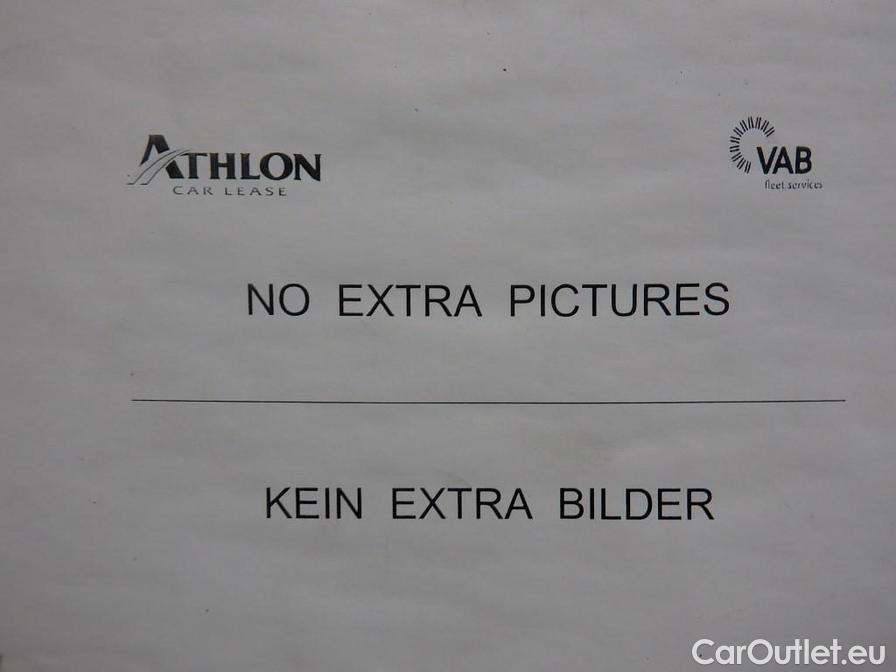 ATHLON
CAR LEASE
VAB
fleet services
NO EXTRA PICTURES
KEIN EXTRA BILDER
CarOutlet.eu